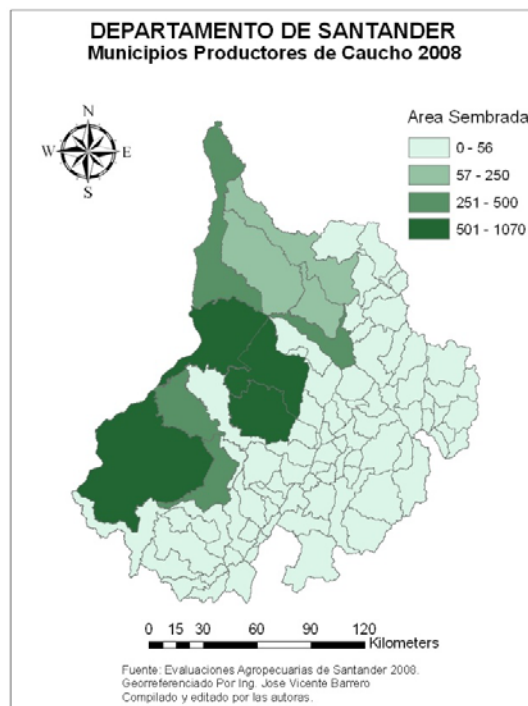 DEPARTAMENTO DE SANTANDER
Municipios Productores de Caucho 2008
N
W E
S
Area Sembrada
0 - 56
57 - 250
251 - 500
501 - 1070
0 15 30 60 90 120
Kilometers
Fuente: Evaluaciones Agropecuarias de Santander 2008.
Georreferenciado Por Ing. Jose Vicente Barrero
Compilado y editado por las autoras.